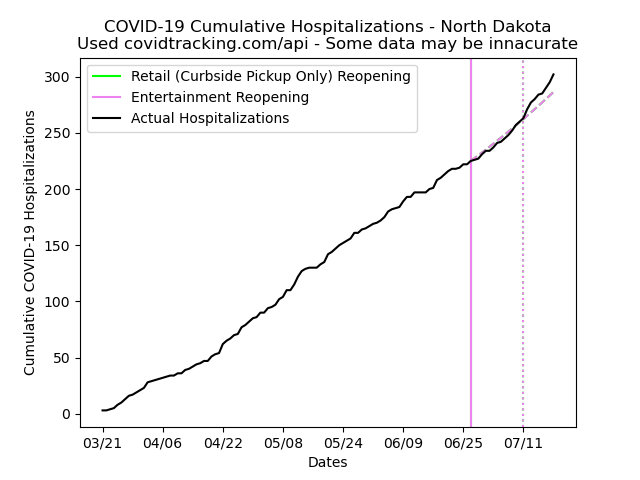 COVID-19 Cumulative Hospitalizations - North Dakota
Used covidtracking.com/api - Some data may be innacurate
Retail (Curbside Pickup Only) Reopening
Entertainment Reopening
Actual Hospitalizations
Cumulative COVID-19 Hospitalizations
300
250
200
150
100
50
0
03/21 04/06 04/22 05/08 05/24 06/09 06/25 07/11
Dates